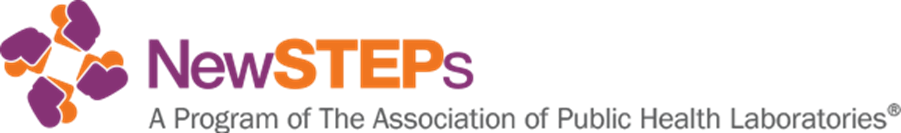 NewSTEPs
A Program of The Association of Public Health Laboratories®